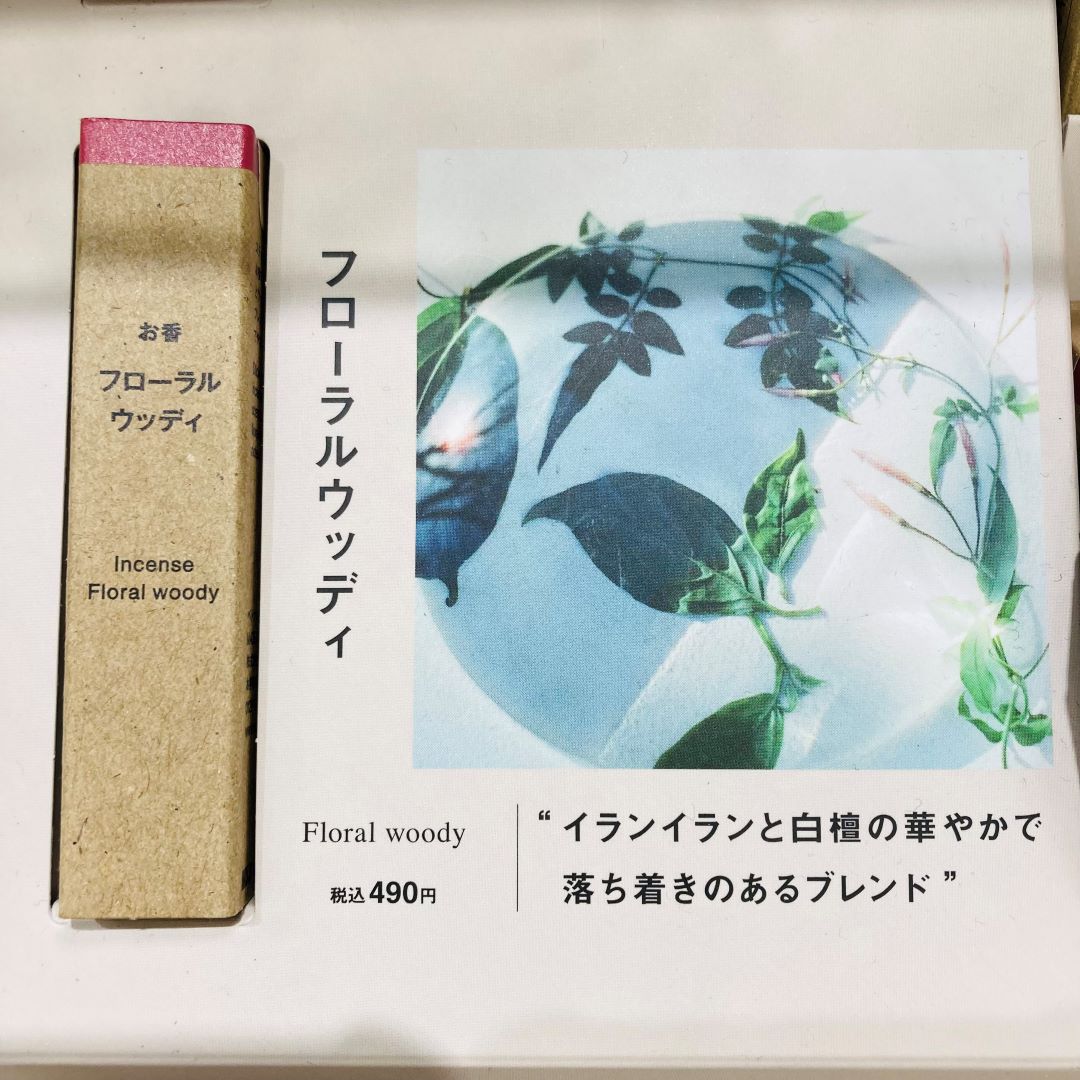 お香
フローラル
ウッディ
Incense
Floral woody
フローラルウッディ
Floral woody
税込490円
“イランイランと白檀の華やかで
落ち着きのあるブレンド”